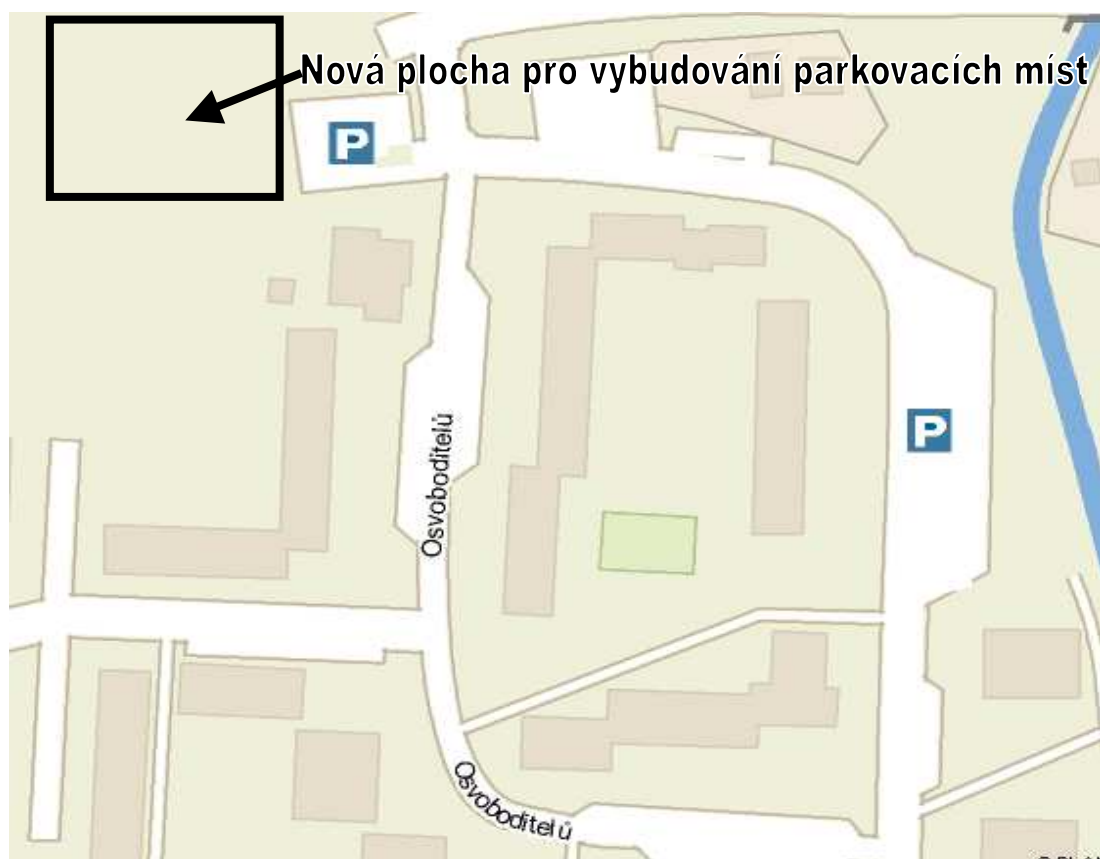 Nová plocha pro vybudování parkovacích míst
P
P
Osvoboditelů
Osvoboditelů